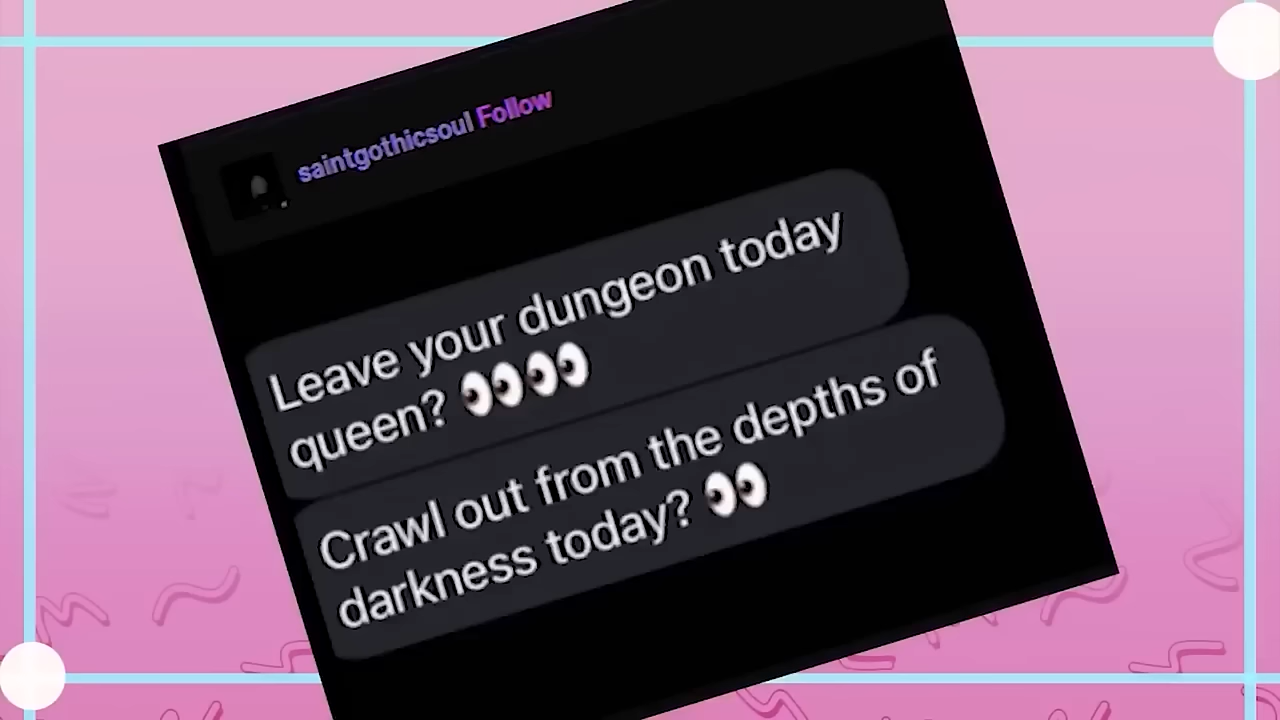 saintgothicsoul Follow
Leave your dungeon today
queen? 👀👀
Crawl out from the depths of
darkness today? 👀